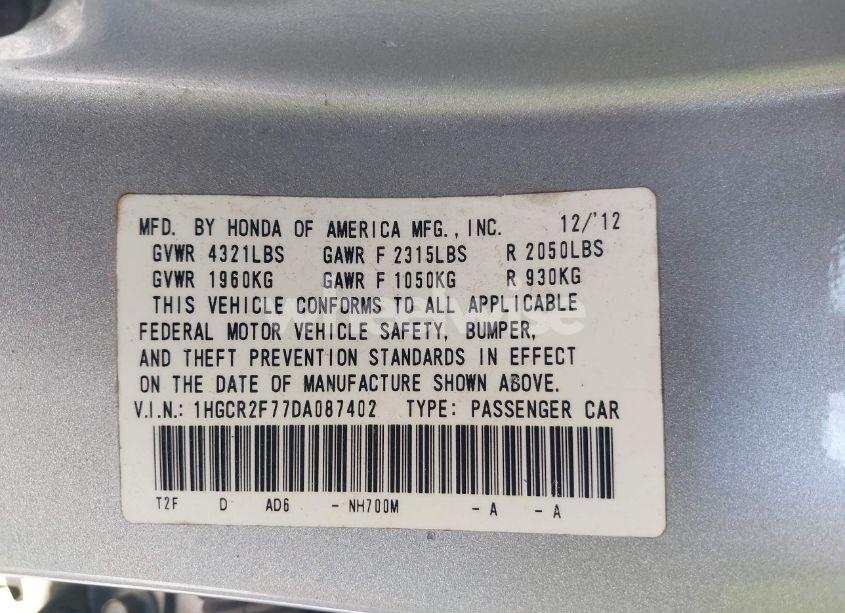 MFD. BY HONDA OF AMERICA MFG., INC. 12/'12
GVWR 4321LBS GAWR F 2315LBS R 2050LBS
GVWR 1960KG GAWR F 1050KG R 930KG
THIS VEHICLE CONFORMS TO ALL APPLICABLE
FEDERAL MOTOR VEHICLE SAFETY, BUMPER,
AND THEFT PREVENTION STANDARDS IN EFFECT
ON THE DATE OF MANUFACTURE SHOWN ABOVE.
V.I.N.: 1HGCR2F77DA087402 TYPE: PASSENGER CAR
T2F D AD6 - NH700M - A - A